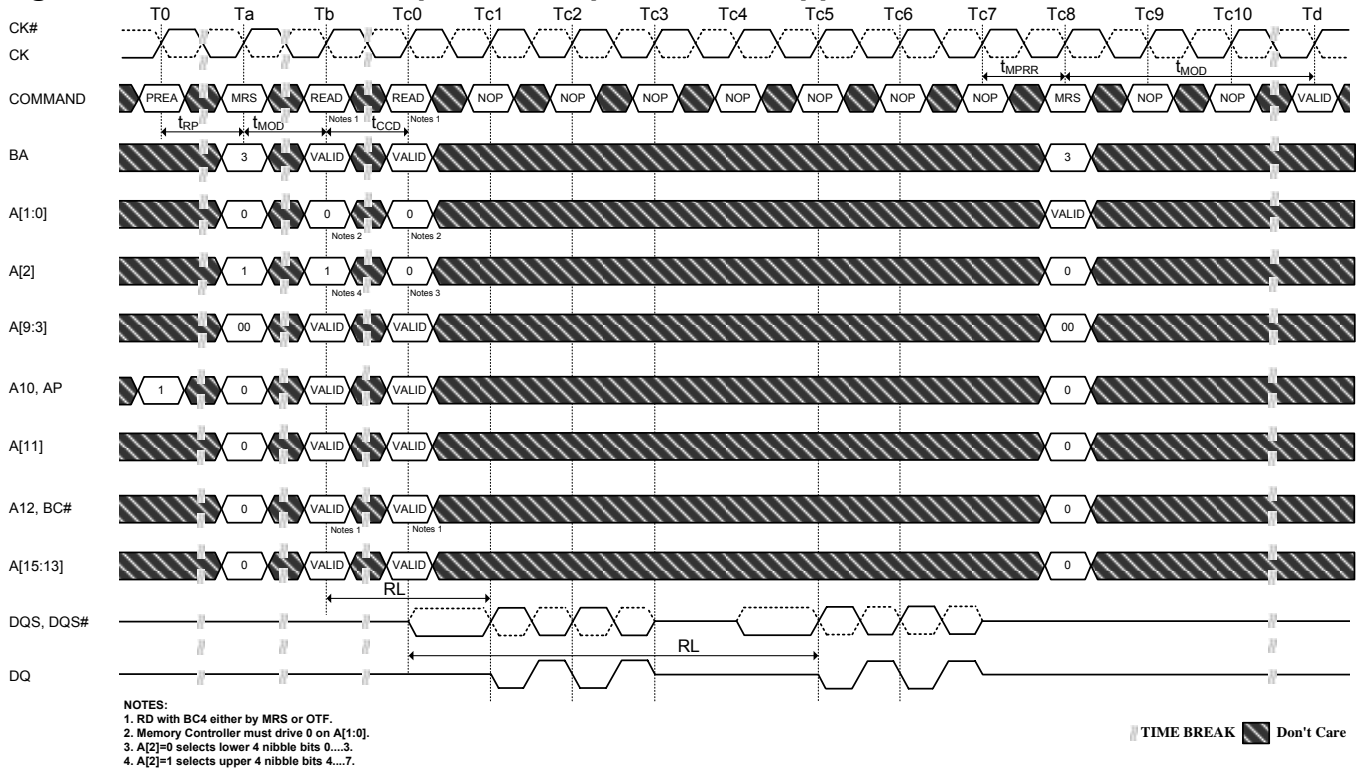 T0 Ta Tb Tc0 Tc1 Tc2 Tc3 Tc4 Tc5 Tc6 Tc7 Tc8 Tc9 Tc10 Td
CK#
CK
tMPRR tMOD
COMMAND PREA MRS READ READ NOP NOP NOP NOP NOP NOP NOP MRS NOP NOP VALID
Notes 1 Notes 1
tRP tMOD tCCD
BA 3 VALID VALID 3
A[1:0] 0 0 0 VALID
Notes 2 Notes 2
A[2] 1 1 0 0
Notes 4 Notes 3
A[9:3] 00 VALID VALID 00
A10, AP 1 0 VALID VALID 0
A[11] 0 VALID VALID 0
A12, BC# 0 VALID VALID 0
Notes 1 Notes 1
A[15:13] 0 VALID VALID 0
RL
DQS, DQS#
RL
DQ
NOTES:
1. RD with BC4 either by MRS or OTF.
2. Memory Controller must drive 0 on A[1:0].
3. A[2]=0 selects lower 4 nibble bits 0....3.
4. A[2]=1 selects upper 4 nibble bits 4....7.
TIME BREAK Don't Care